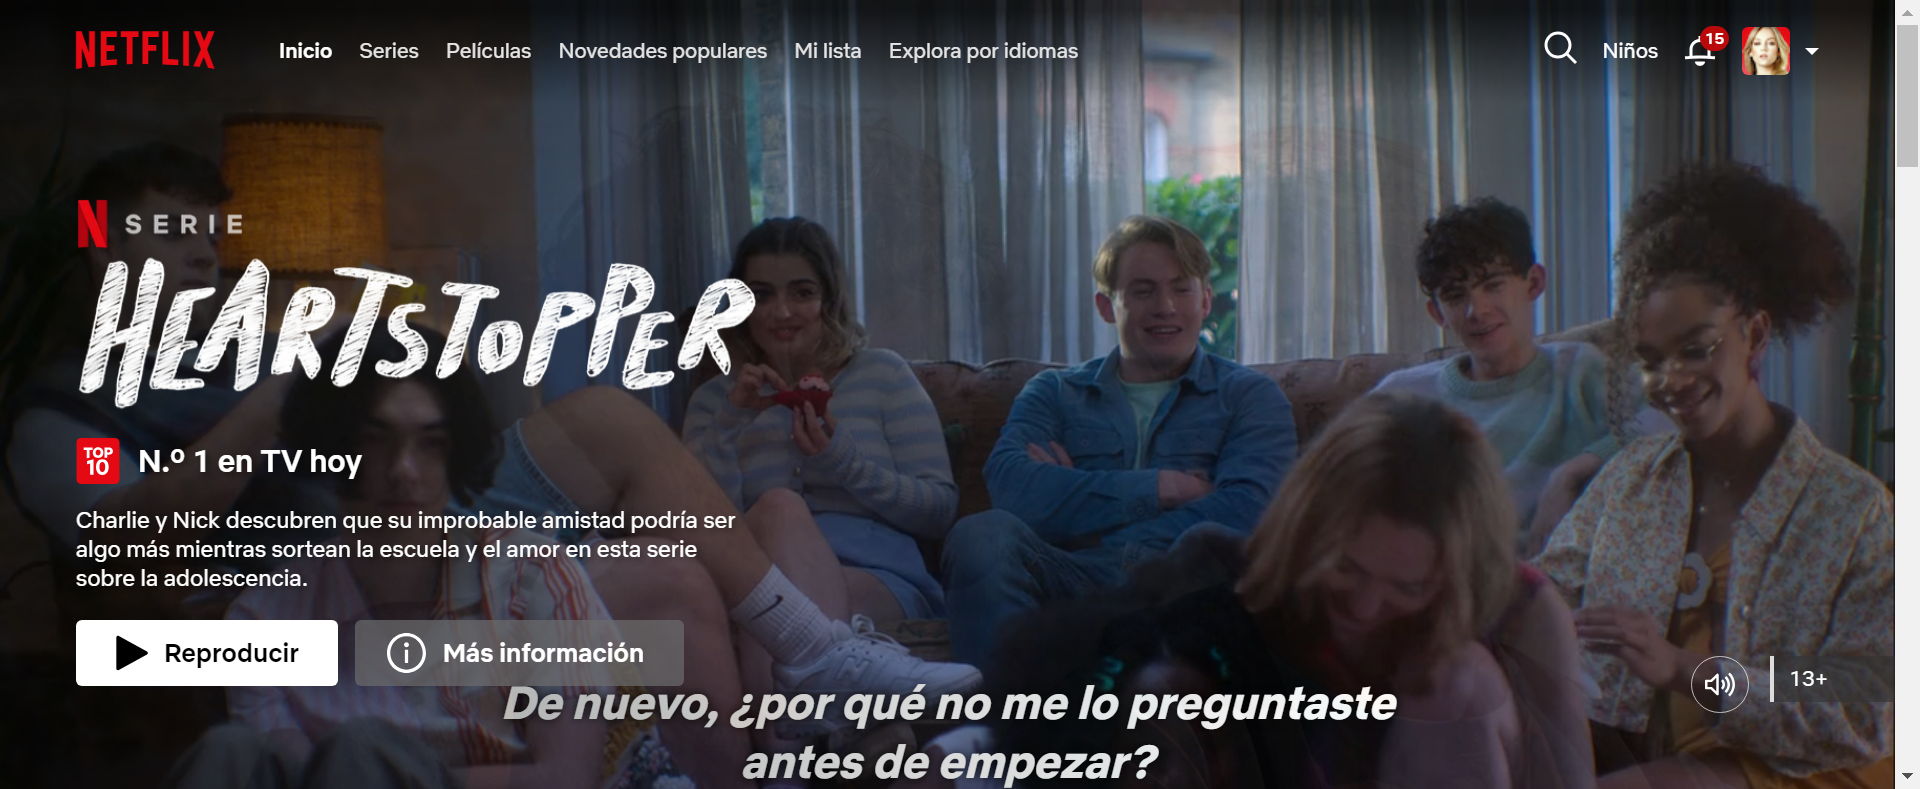 NETFLIX
Inicio Series Películas Novedades populares Mi lista Explora por idiomas Niños 15
N SERIE
HEARTSTOPPER
TOP 10 N.º 1 en TV hoy
Charlie y Nick descubren que su improbable amistad podría ser
algo más mientras sortean la escuela y el amor en esta serie
sobre la adolescencia.
Reproducir Más información
13+
De nuevo, ¿por qué no me lo preguntaste
antes de empezar?